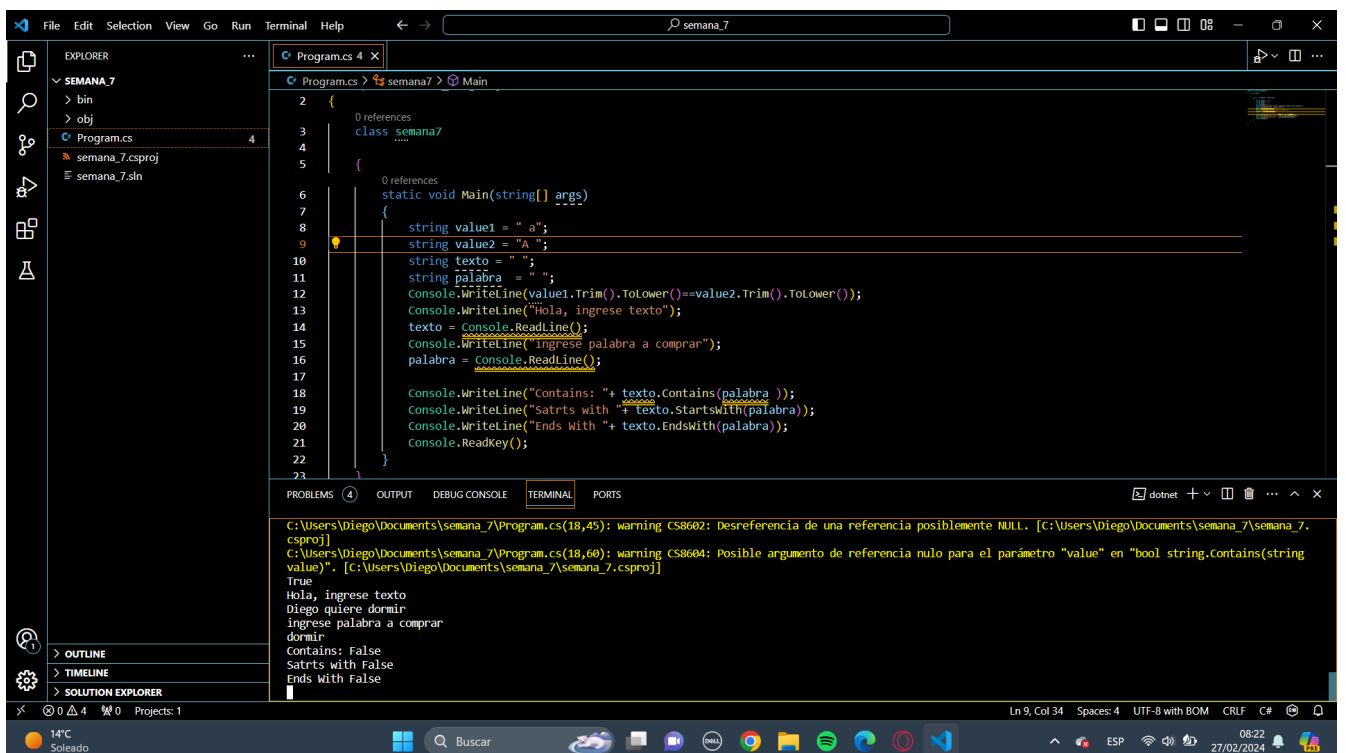 File Edit Selection View Go Run Terminal Help
semana_7
EXPLORER
SEMANA_7
bin
obj
Program.cs 4
semana_7.csproj
semana_7.sln
OUTLINE
TIMELINE
SOLUTION EXPLORER
Program.cs 4
Program.cs > semana7 > Main
2 {
0 references
3 class semana7
4
5 {
0 references
6 static void Main(string[] args)
7 {
8 string value1 = " a";
9 string value2 = "A ";
10 string texto = " ";
11 string palabra  = " ";
12 Console.WriteLine(value1.Trim().ToLower()==value2.Trim().ToLower());
13 Console.WriteLine("Hola, ingrese texto");
14 texto = Console.ReadLine();
15 Console.WriteLine("ingrese palabra a comprar");
16 palabra = Console.ReadLine();
17
18 Console.WriteLine("Contains: "+ texto.Contains(palabra ));
19 Console.WriteLine("Satrts with "+ texto.StartsWith(palabra));
20 Console.WriteLine("Ends With "+ texto.EndsWith(palabra));
21 Console.ReadKey();
22 }
23 }
PROBLEMS 4 OUTPUT DEBUG CONSOLE TERMINAL PORTS
dotnet
C:\Users\Diego\Documents\semana_7\Program.cs(18,45): warning CS8602: Desreferencia de una referencia posiblemente NULL. [C:\Users\Diego\Documents\semana_7\semana_7.
csproj]
C:\Users\Diego\Documents\semana_7\Program.cs(18,60): warning CS8604: Posible argumento de referencia nulo para el parámetro "value" en "bool string.Contains(string
value)". [C:\Users\Diego\Documents\semana_7\semana_7.csproj]
True
Hola, ingrese texto
Diego quiere dormir
ingrese palabra a comprar
dormir
Contains: False
Satrts with False
Ends With False
0 4 0 Projects: 1
Ln 9, Col 34 Spaces: 4 UTF-8 with BOM CRLF C#
14°C
Soleado
Buscar
DELL
ESP
08:22
27/02/2024